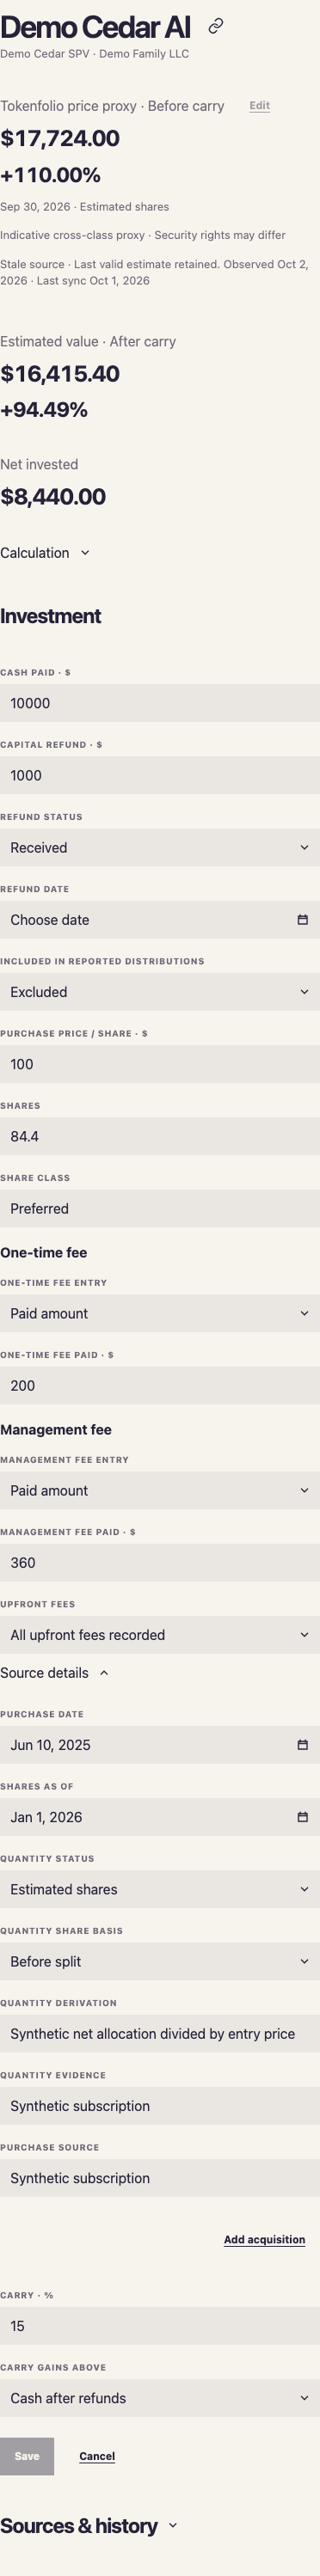 Demo Cedar AI
Demo Cedar SPV · Demo Family LLC
Tokenfolio price proxy · Before carry
Edit
$17,724.00
+110.00%
Sep 30, 2026 · Estimated shares
Indicative cross-class proxy · Security rights may differ
Stale source · Last valid estimate retained. Observed Oct 2,
2026 · Last sync Oct 1, 2026
Estimated value · After carry
$16,415.40
+94.49%
Net invested
$8,440.00
Calculation
Investment
CASH PAID · $
10000
CAPITAL REFUND · $
1000
REFUND STATUS
Received
REFUND DATE
Choose date
INCLUDED IN REPORTED DISTRIBUTIONS
Excluded
PURCHASE PRICE / SHARE · $
100
SHARES
84.4
SHARE CLASS
Preferred
One-time fee
ONE-TIME FEE ENTRY
Paid amount
ONE-TIME FEE PAID · $
200
Management fee
MANAGEMENT FEE ENTRY
Paid amount
MANAGEMENT FEE PAID · $
360
UPFRONT FEES
All upfront fees recorded
Source details
PURCHASE DATE
Jun 10, 2025
SHARES AS OF
Jan 1, 2026
QUANTITY STATUS
Estimated shares
QUANTITY SHARE BASIS
Before split
QUANTITY DERIVATION
Synthetic net allocation divided by entry price
QUANTITY EVIDENCE
Synthetic subscription
PURCHASE SOURCE
Synthetic subscription
Add acquisition
CARRY · %
15
CARRY GAINS ABOVE
Cash after refunds
Save
Cancel
Sources & history